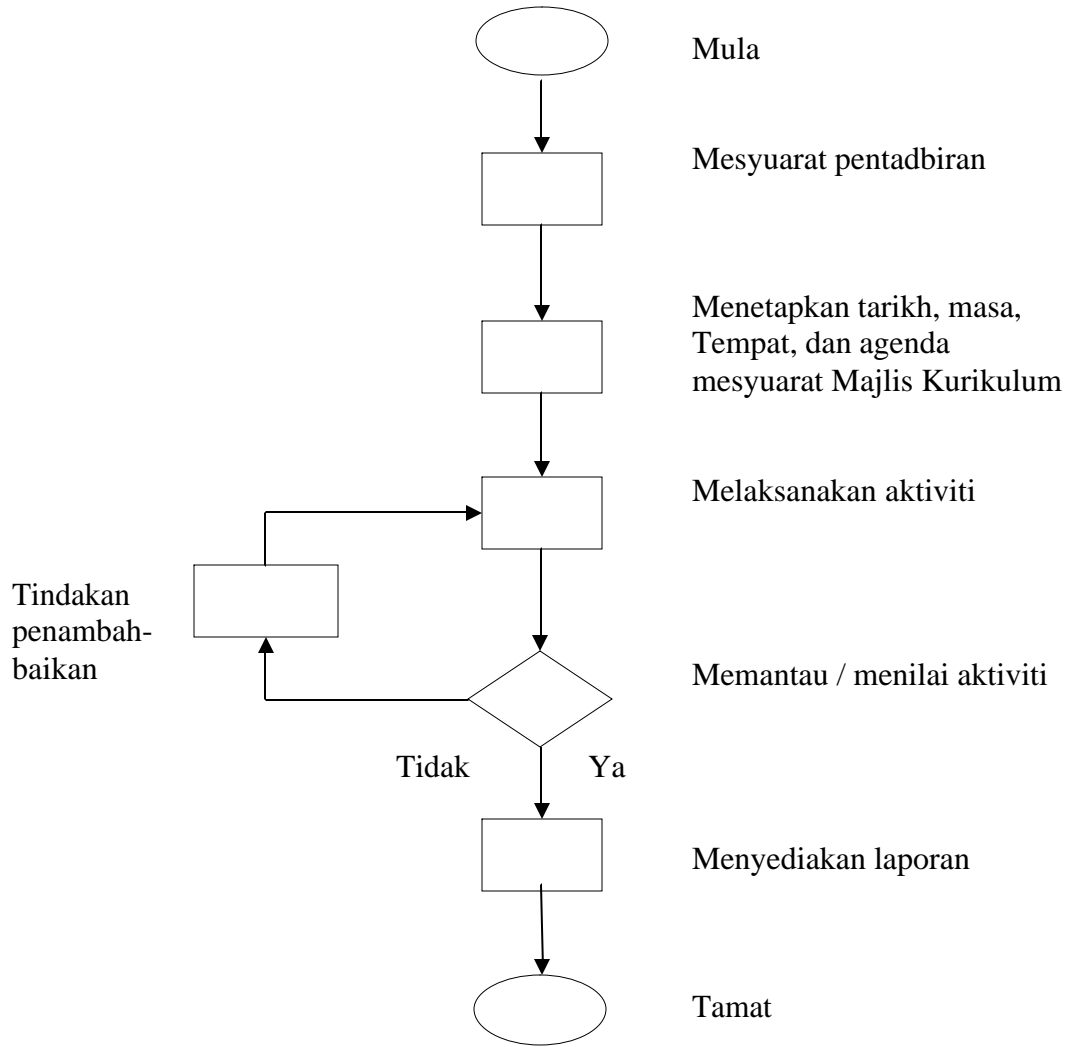 Mula
Mesyuarat pentadbiran
Menetapkan tarikh, masa,
Tempat, dan agenda
mesyuarat Majlis Kurikulum
Melaksanakan aktiviti
Tindakan
penambah-
baikan
Memantau / menilai aktiviti
Tidak
Ya
Menyediakan laporan
Tamat